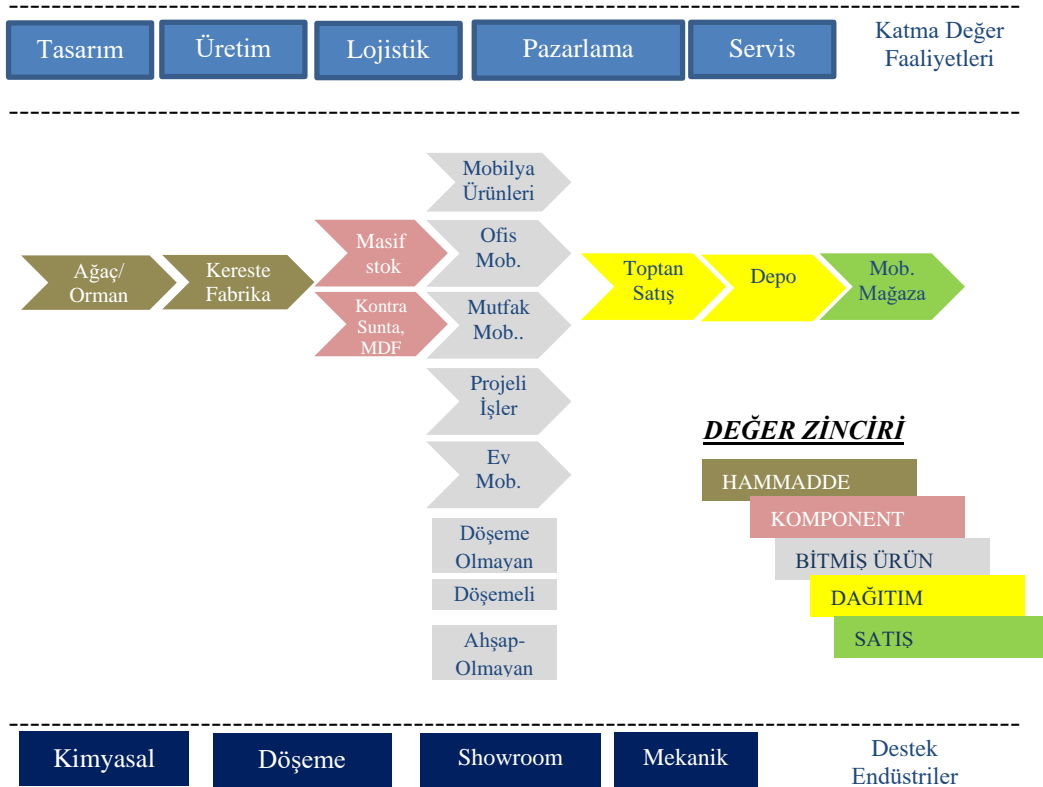 Tasarım
Üretim
Lojistik
Pazarlama
Servis
Katma Değer
Faaliyetleri
Mobilya
Ürünleri
Ağaç/
Orman
Kereste
Fabrika
Masif
stok
Kontra
Sunta,
MDF
Ofis
Mob.
Mutfak
Mob..
Projeli
İşler
Ev
Mob.
Döşeme
Olmayan
Döşemeli
Ahşap-
Olmayan
Toptan
Satış
Depo
Mob.
Mağaza
DEĞER ZİNCİRİ
HAMMADDE
KOMPONENT
BİTMİŞ ÜRÜN
DAĞITIM
SATIŞ
Kimyasal
Döşeme
Showroom
Mekanik
Destek
Endüstriler